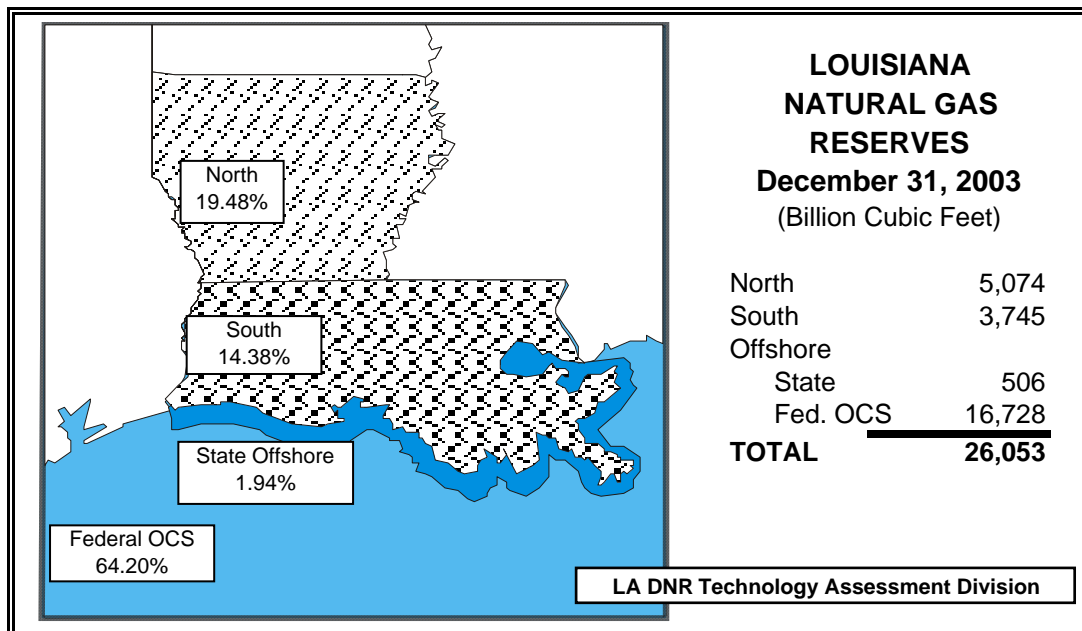 North
19.48%
South
14.38%
State Offshore
1.94%
Federal OCS
64.20%
LOUISIANA
NATURAL GAS
RESERVES
December 31, 2003
(Billion Cubic Feet)
North 5,074
South 3,745
Offshore
State 506
Fed. OCS 16,728
TOTAL 26,053
LA DNR Technology Assessment Division